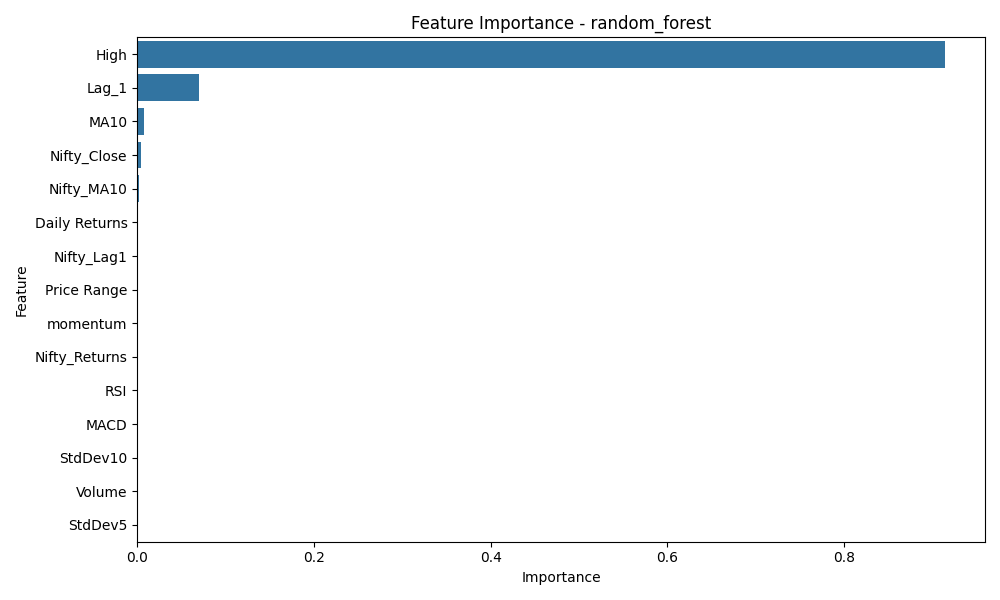 Feature Importance - random_forest
Feature
High
Lag_1
MA10
Nifty_Close
Nifty_MA10
Daily Returns
Nifty_Lag1
Price Range
momentum
Nifty_Returns
RSI
MACD
StdDev10
Volume
StdDev5
0.0 0.2 0.4 0.6 0.8
Importance